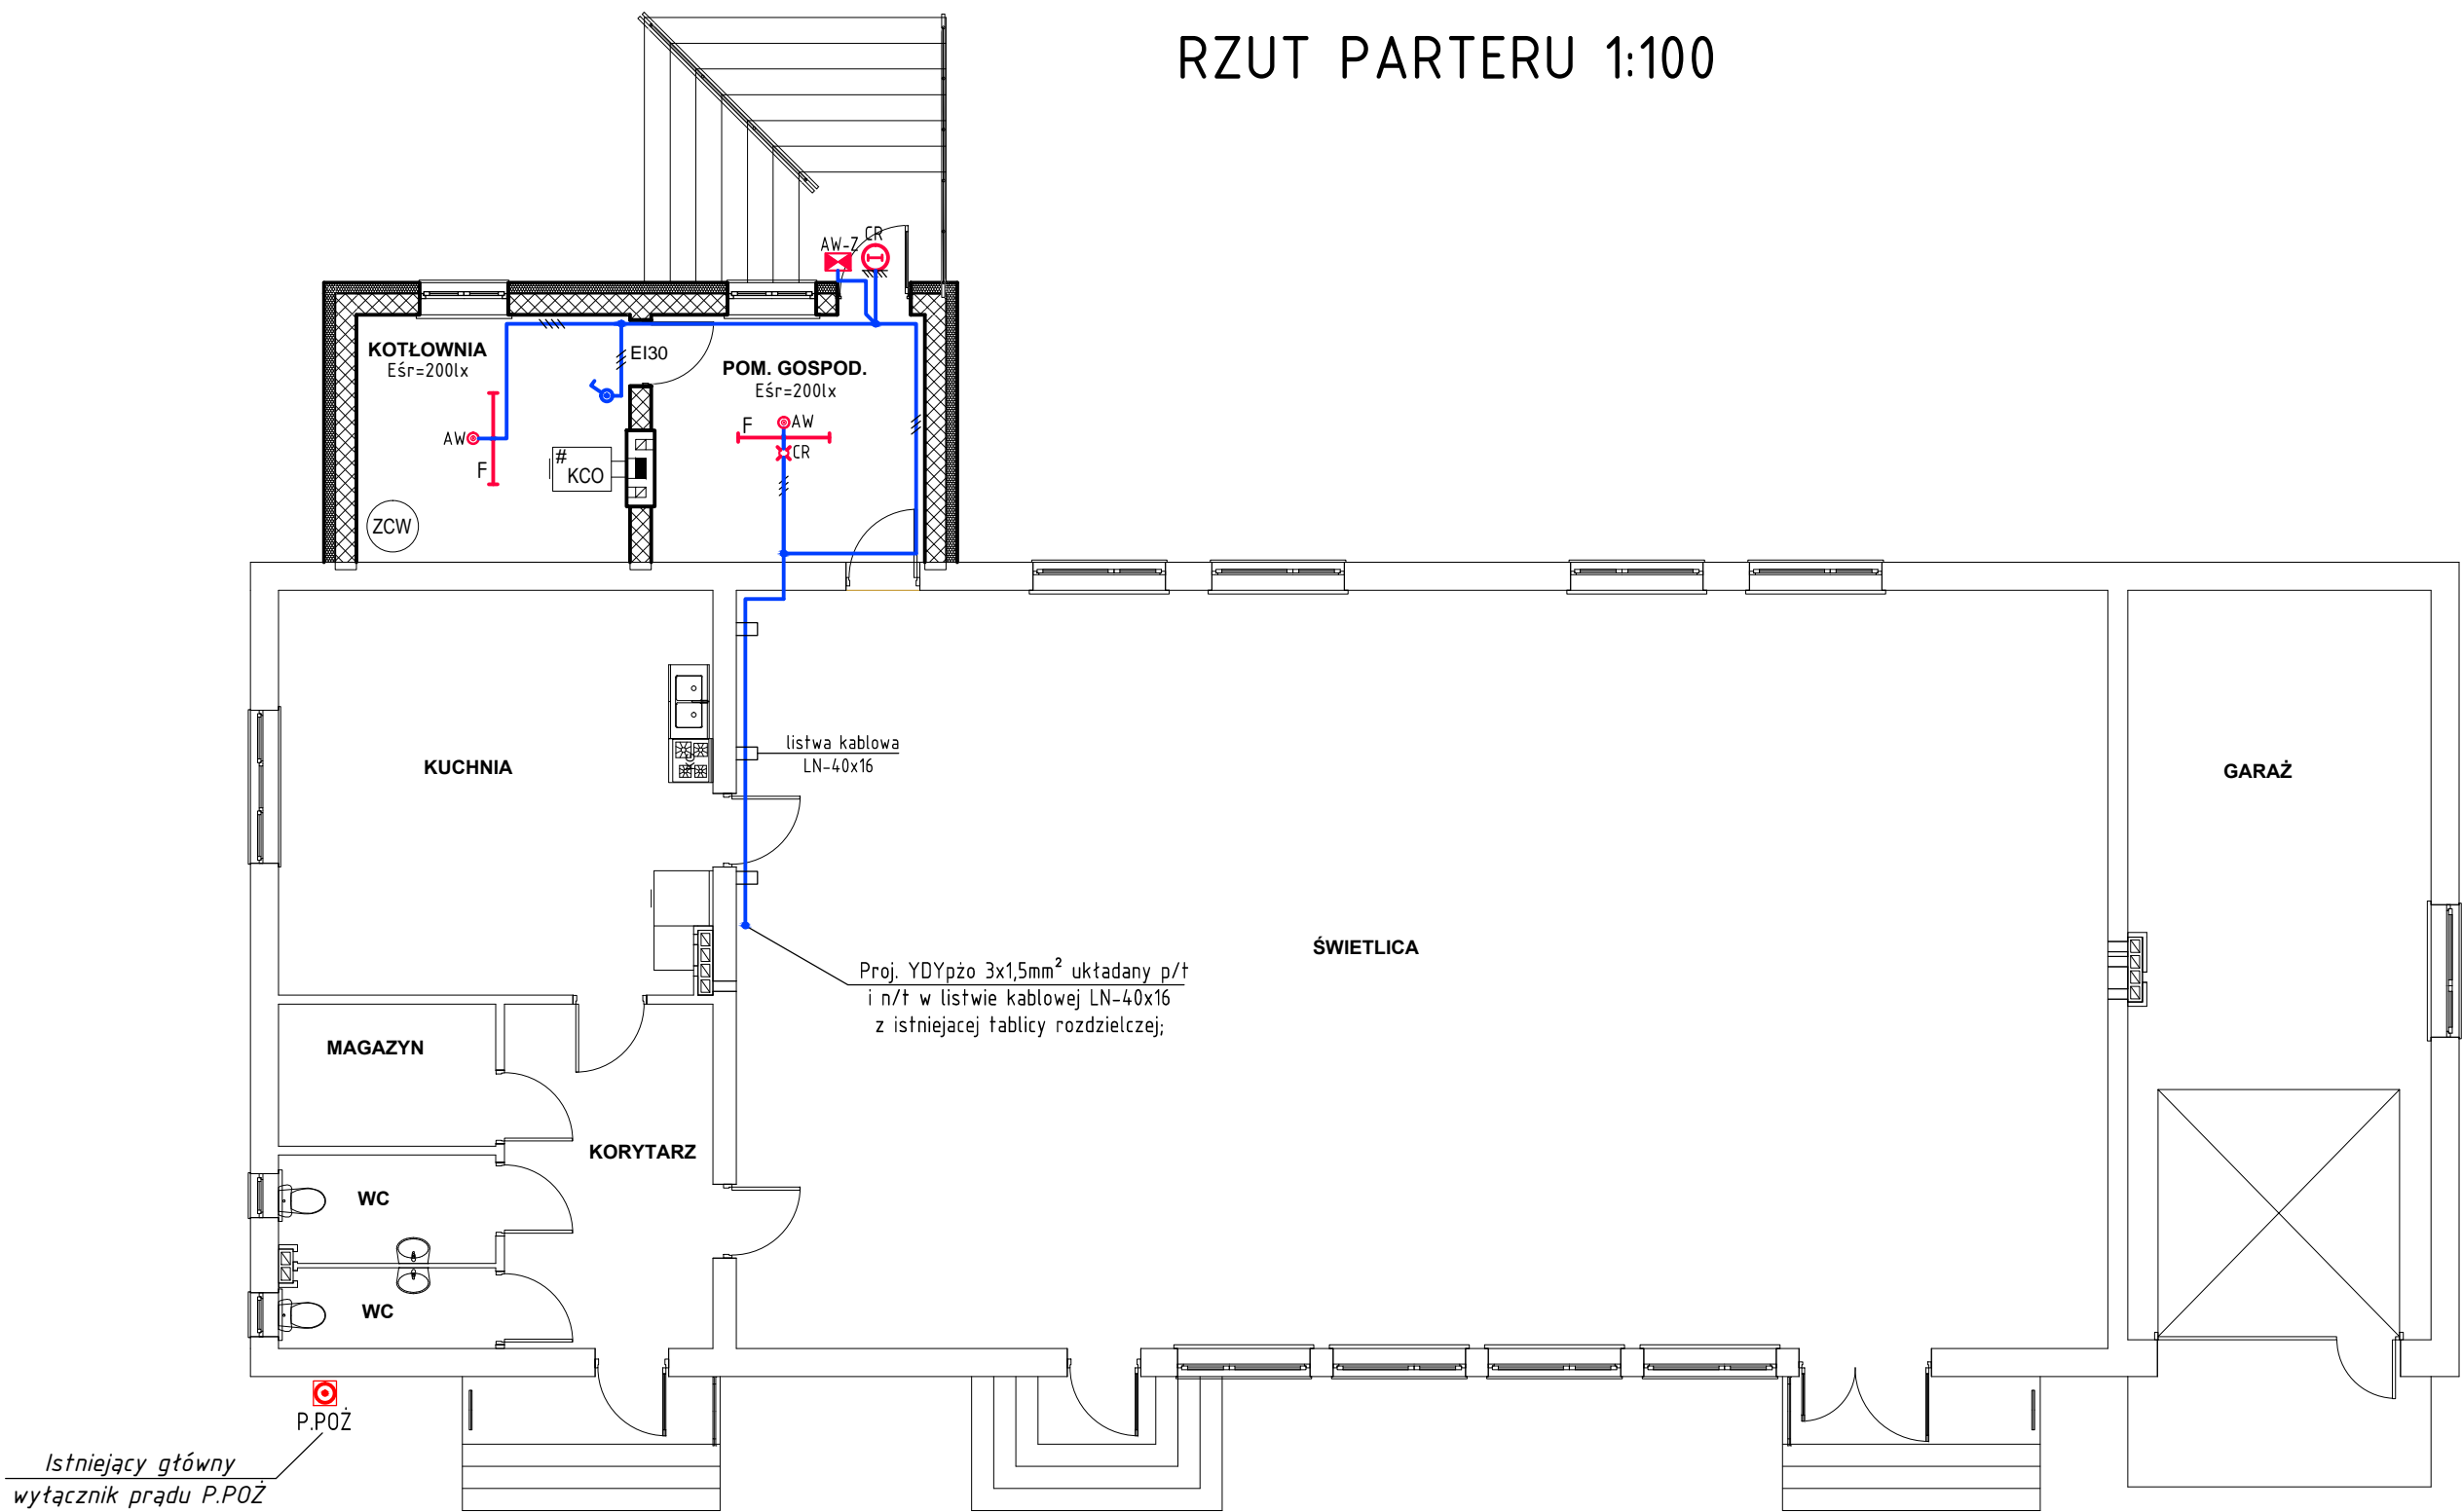 RZUT PARTERU 1:100
AW-Z
CR
KOTŁOWNIA
Eśr=200lx
EI30
POM. GOSPOD.
Eśr=200lx
AW
F
F
AW
CR
#
KCO
ZCW
KUCHNIA
KG
listwa kablowa
LN-40x16
GARAŻ
ŚWIETLICA
Proj. YDYpżo 3x1,5mm² układany p/t
i n/t w listwie kablowej LN-40x16
z istniejacej tablicy rozdzielczej;
MAGAZYN
KORYTARZ
WC
WC
P.POŻ
Istniejący główny
wyłącznik prądu P.POŻ